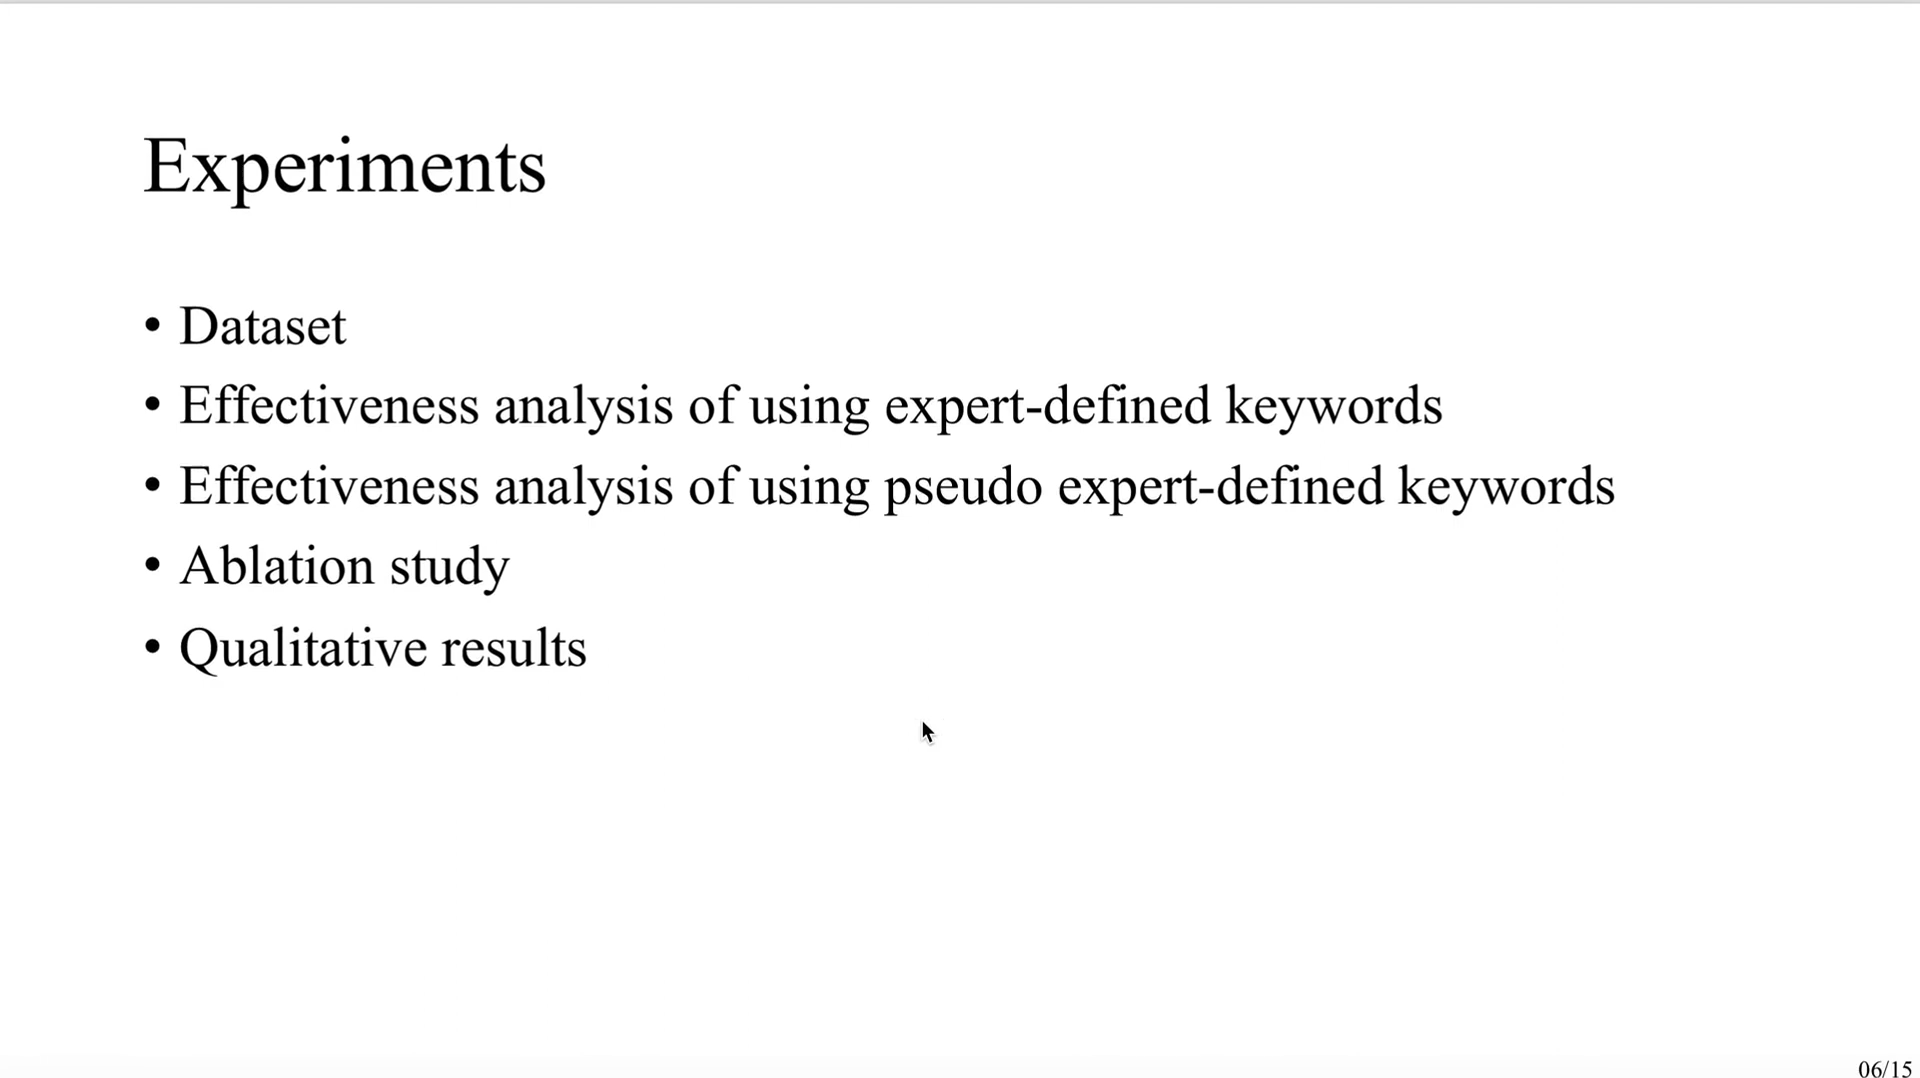 Experiments
• Dataset
• Effectiveness analysis of using expert-defined keywords
• Effectiveness analysis of using pseudo expert-defined keywords
• Ablation study
• Qualitative results
06/15